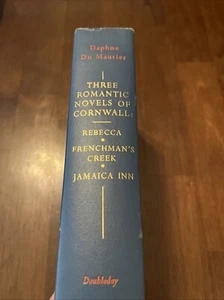 Daphne
Du Maurier
THREE
ROMANTIC
NOVELS OF
CORNWALL:
REBECCA
FRENCHMAN'S
CREEK
JAMAICA INN
Doubleday